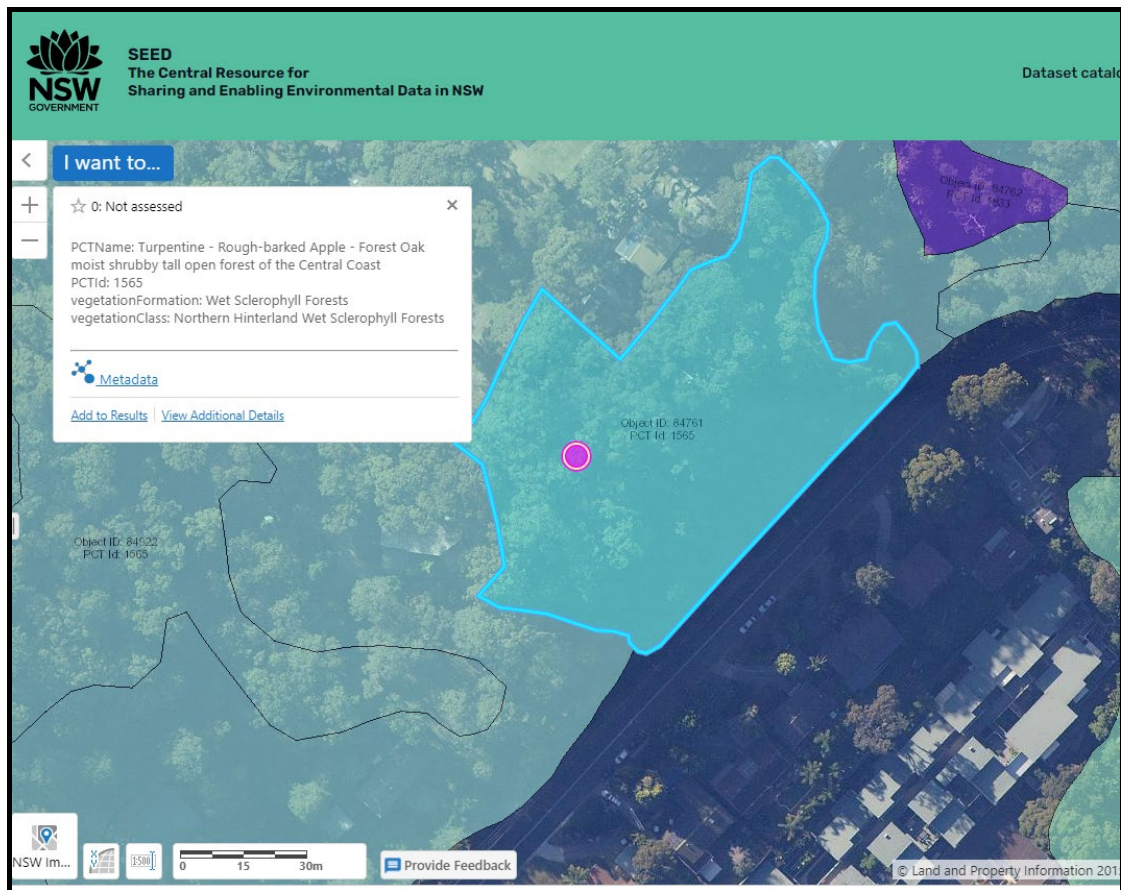 SEED
The Central Resource for
Sharing and Enabling Environmental Data in NSW
NSW
GOVERNMENT
Dataset catalo
I want to...
0: Not assessed
PCTName: Turpentine - Rough-barked Apple - Forest Oak
moist shrubby tall open forest of the Central Coast
PCTId: 1565
vegetationFormation: Wet Sclerophyll Forests
vegetationClass: Northern Hinterland Wet Sclerophyll Forests
Metadata
Add to Results
View Additional Details
Object ID: 84762
PCT Id: 1833
Object ID: 84761
PCT Id: 1565
Object ID: 84922
PCT Id: 1565
NSW Im...
1:500
0 15 30m
Provide Feedback
© Land and Property Information 201